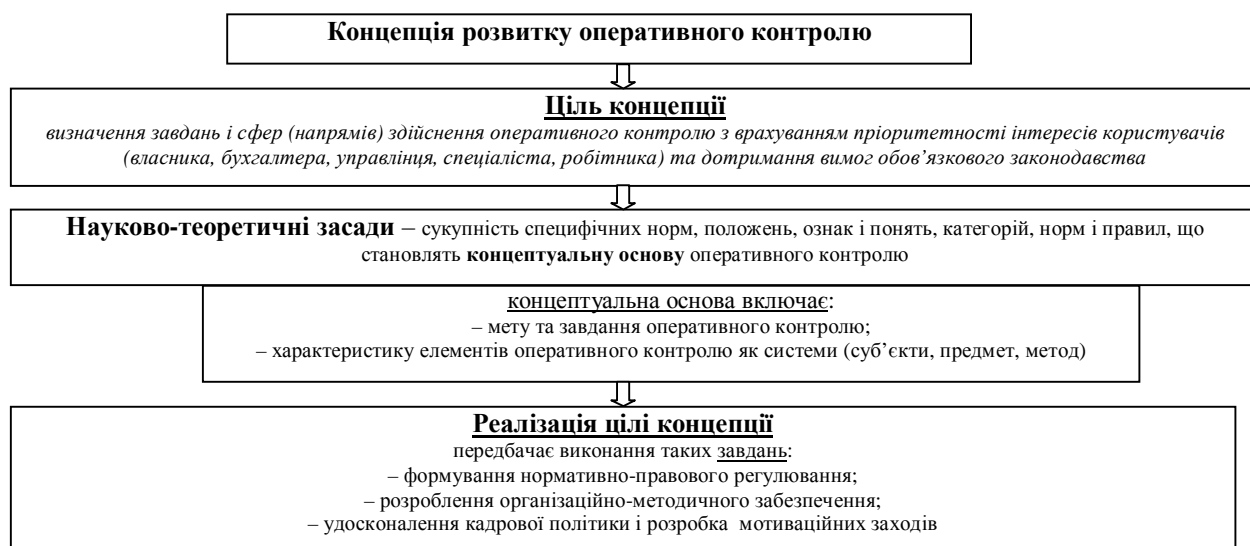 Концепція розвитку оперативного контролю
Ціль концепції
визначення завдань і сфер (напрямів) здійснення оперативного контролю з врахуванням пріоритетності інтересів користувачів
(власника, бухгалтера, управлінця, спеціаліста, робітника) та дотримання вимог обов’язкового законодавства
Науково-теоретичні засади – сукупність специфічних норм, положень, ознак і понять, категорій, норм і правил, що
становлять концептуальну основу оперативного контролю
концептуальна основа включає:
– мету та завдання оперативного контролю;
– характеристику елементів оперативного контролю як системи (суб’єкти, предмет, метод)
Реалізація цілі концепції
передбачає виконання таких завдань:
– формування нормативно-правового регулювання;
– розроблення організаційно-методичного забезпечення;
– удосконалення кадрової політики і розробка мотиваційних заходів